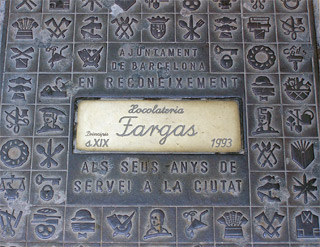 AJUNTAMENT
DE BARCELONA
EN RECONEIXEMENT
Xocolateria
Fargas
Principis
s.XIX
1993
ALS SEUS ANYS DE
SERVEI A LA CIUTAT